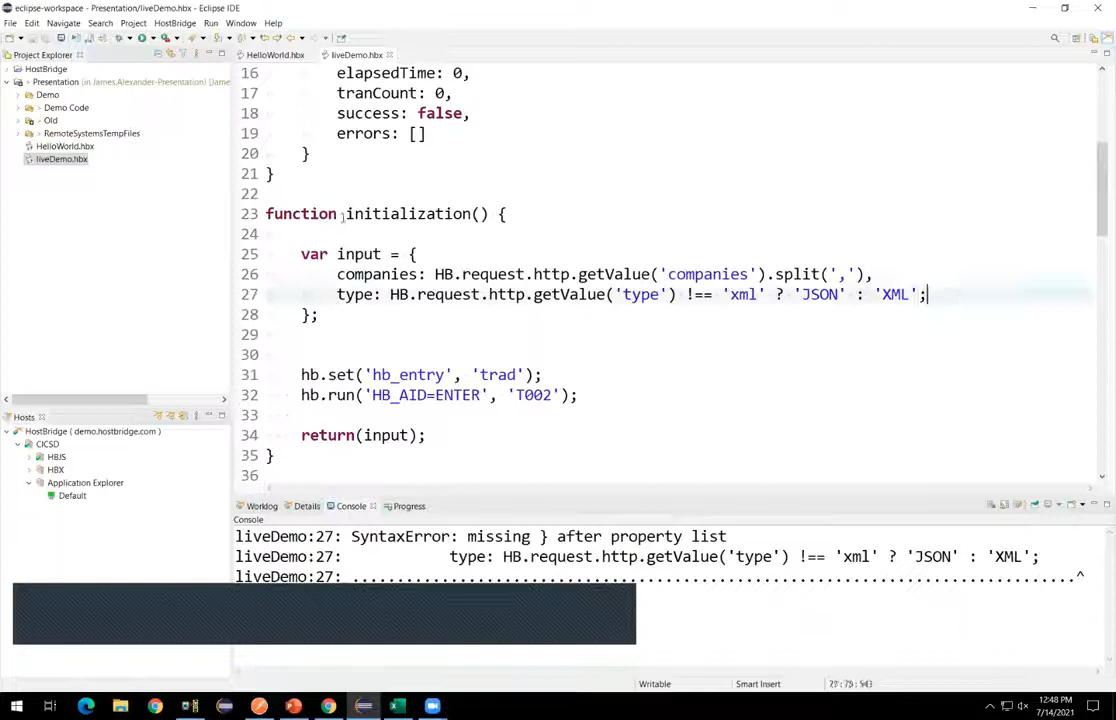 eclipse-workspace - Presentation/liveDemo.hbx - Eclipse IDE
File Edit Navigate Search Project HostBridge Run Window Help
Project Explorer
HelloWorld.hbx
liveDemo.hbx
HostBridge
> Presentation (in James.Alexander-Presentation) [Jame
Demo
> Demo Code
> Old
> RemoteSystemsTempFiles
HelloWorld.hbx
liveDemo.hbx
16 elapsedTime: 0,
17 tranCount: 0,
18 success: false,
19 errors: []
20 }
21 }
22
23 function initialization() {
24
25 var input = {
26 companies: HB.request.http.getValue('companies').split(','),
27 type: HB.request.http.getValue('type') !== 'xml' ? 'JSON' : 'XML';
28 };
29
30
31 hb.set('hb_entry', 'trad');
32 hb.run('HB_AID=ENTER', 'T002');
33
34 return(input);
35 }
36
Hosts
HostBridge ( demo.hostbridge.com )
CICSD
HBJS
HBX
Application Explorer
Default
Worklog Details Console Progress
Console
liveDemo:27: SyntaxError: missing } after property list
liveDemo:27: type: HB.request.http.getValue('type') !== 'xml' ? 'JSON' : 'XML';
liveDemo:27: ..................................................................................^
Writable
Smart Insert
12:48 PM
7/14/2021